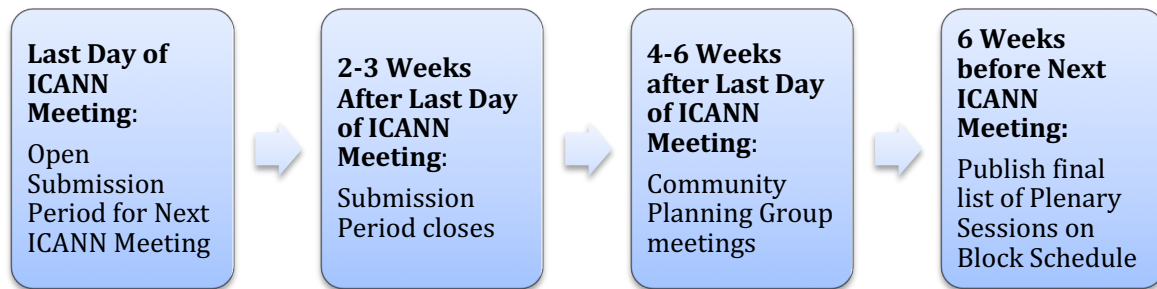 Last Day of
ICANN
Meeting:
Open
Submission
Period for Next
ICANN Meeting
2-3 Weeks
After Last Day
of ICANN
Meeting:
Submission
Period closes
4-6 Weeks
after Last Day
of ICANN
Meeting:
Community
Planning Group
meetings
6 Weeks
before Next
ICANN
Meeting:
Publish final
list of Plenary
Sessions on
Block Schedule